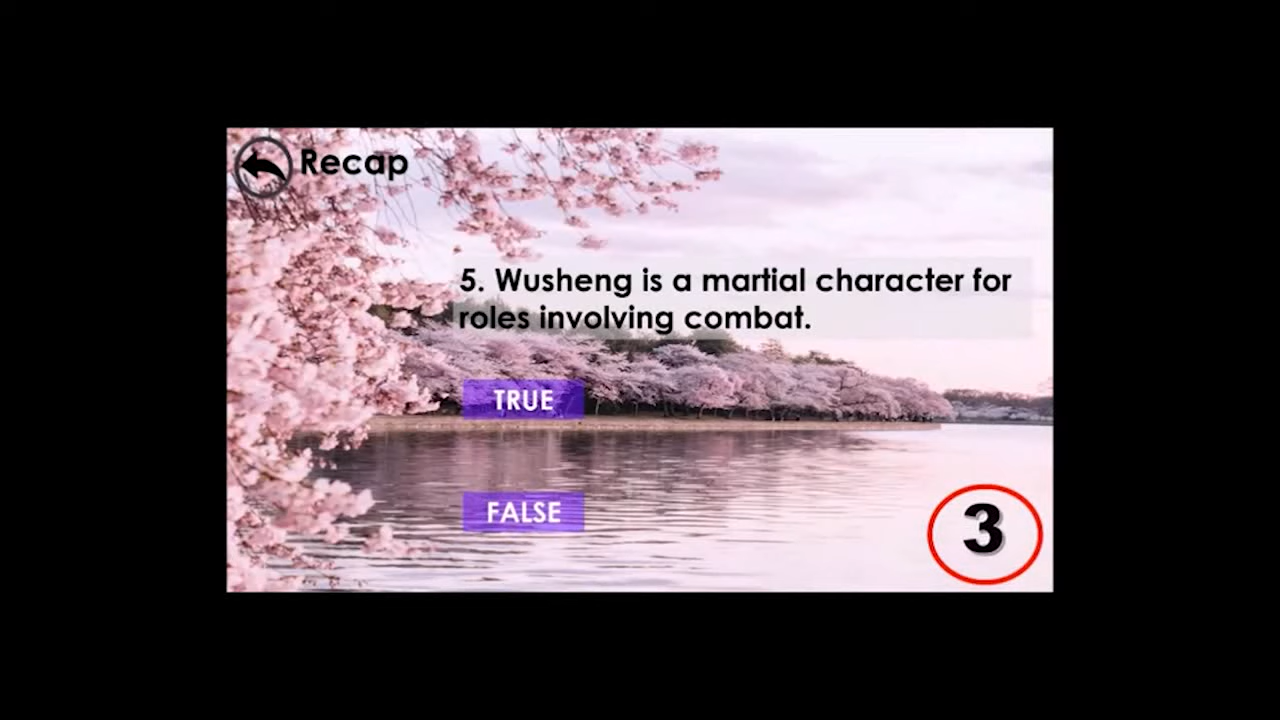 Recap
5. Wusheng is a martial character for
roles involving combat.
TRUE
FALSE
3